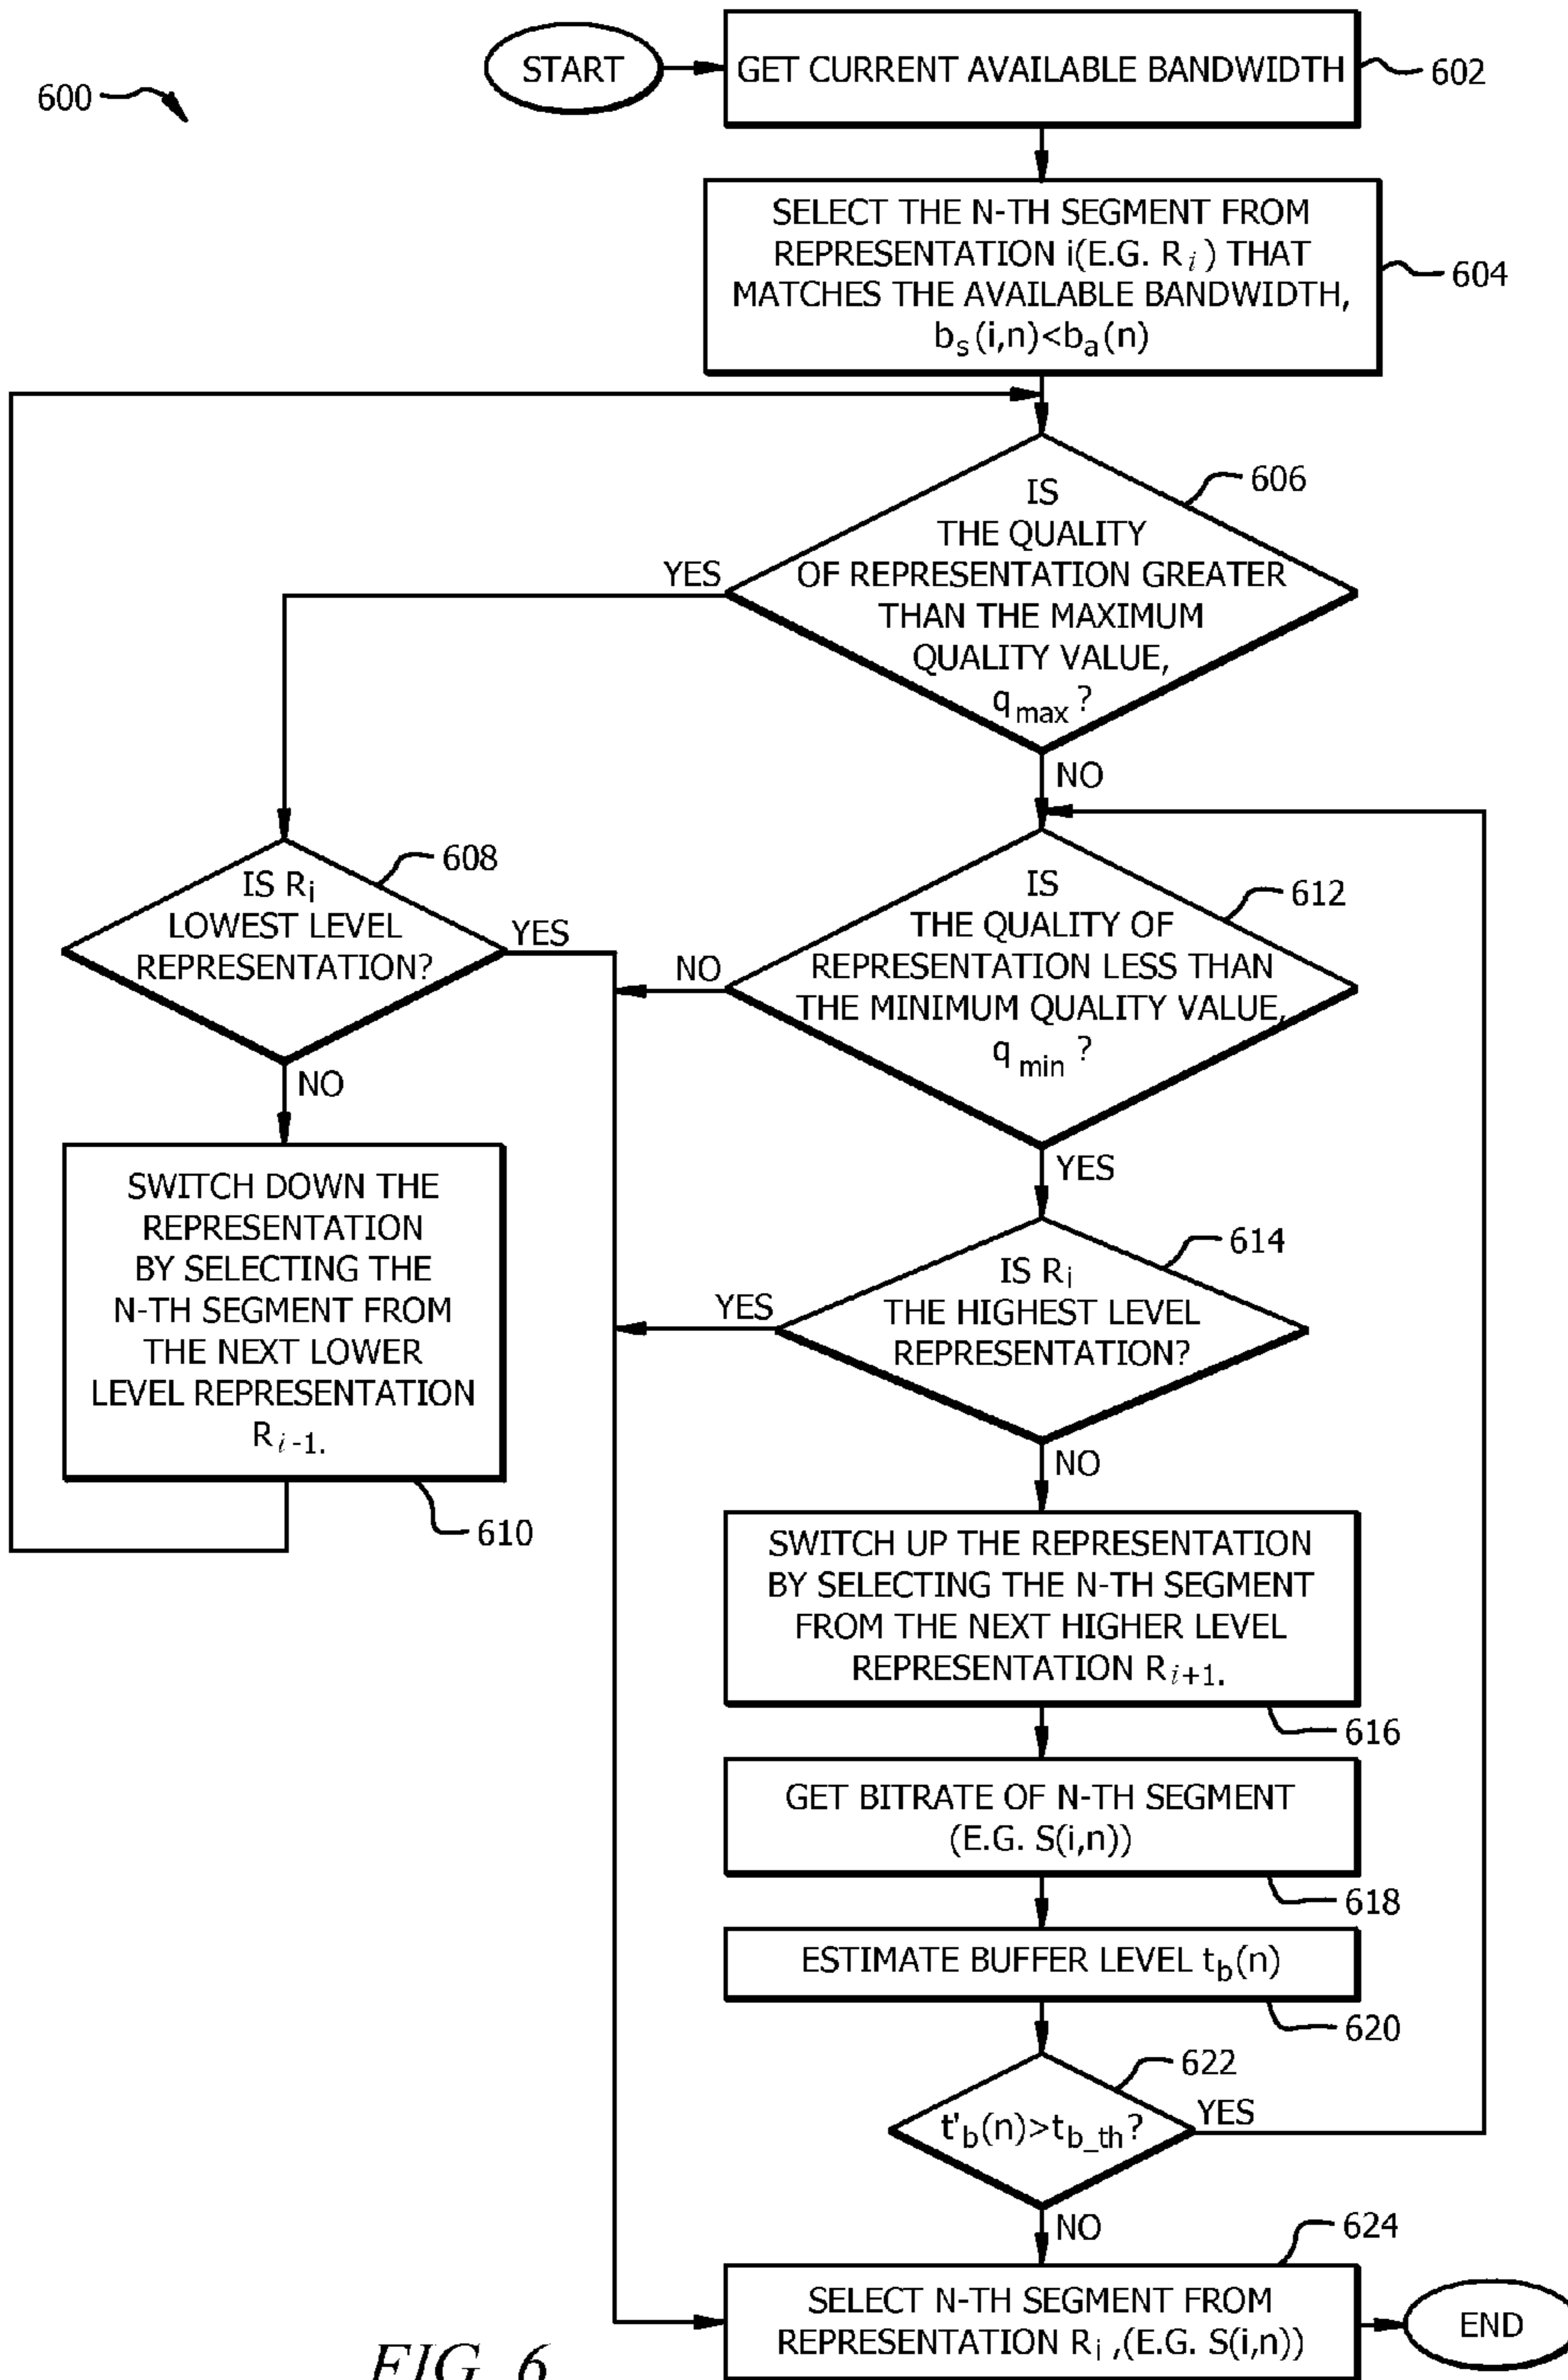 START
GET CURRENT AVAILABLE BANDWIDTH
602
600
SELECT THE N-TH SEGMENT FROM
REPRESENTATION i(E.G. R i ) THAT
MATCHES THE AVAILABLE BANDWIDTH,
bs(i,n)<ba(n)
604
IS
THE QUALITY
OF REPRESENTATION GREATER
THAN THE MAXIMUM
QUALITY VALUE,
q max ?
606
YES
NO
IS Ri
LOWEST LEVEL
REPRESENTATION?
608
YES
NO
SWITCH DOWN THE
REPRESENTATION
BY SELECTING THE
N-TH SEGMENT FROM
THE NEXT LOWER
LEVEL REPRESENTATION
R i-1.
610
IS
THE QUALITY OF
REPRESENTATION LESS THAN
THE MINIMUM QUALITY VALUE,
q min ?
612
NO
YES
IS Ri
THE HIGHEST LEVEL
REPRESENTATION?
614
YES
NO
SWITCH UP THE REPRESENTATION
BY SELECTING THE N-TH SEGMENT
FROM THE NEXT HIGHER LEVEL
REPRESENTATION R i+1.
616
GET BITRATE OF N-TH SEGMENT
(E.G. S(i,n))
618
ESTIMATE BUFFER LEVEL tb(n)
620
t'b(n)>tb_th?
622
YES
NO
SELECT N-TH SEGMENT FROM
REPRESENTATION Ri ,(E.G. S(i,n))
624
END
FIG. 6